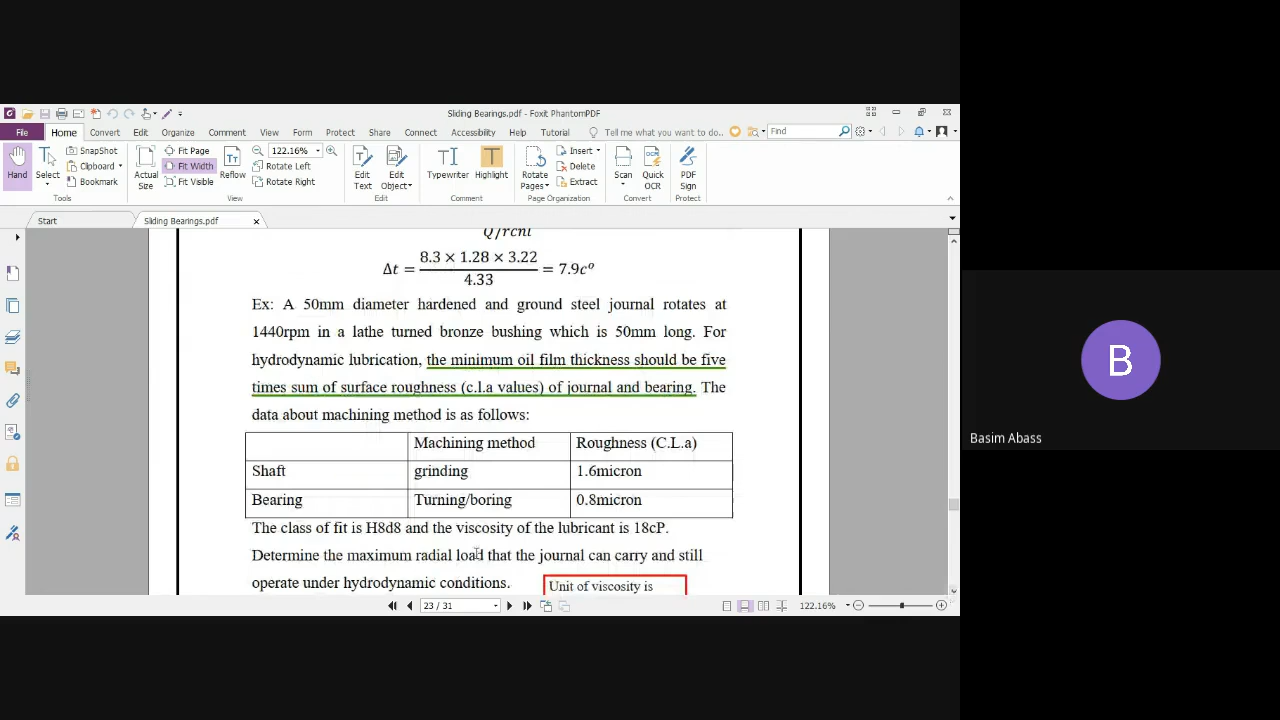 Sliding Bearings.pdf - Foxit PhantomPDF
File Home Convert Edit Organize Comment View Form Protect Share Connect Accessibility Help Tutorial Tell me what you want to do.. Find
Hand
Select
SnapShot
Clipboard
Bookmark
Tools
Actual Size
Fit Page
Fit Width
Fit Visible
Reflow
122.16%
Rotate Left
Rotate Right
View
Edit Text
Edit Object
Edit
Typewriter
Highlight
Comment
Rotate Pages
Insert
Delete
Extract
Page Organization
Scan
Quick OCR
Convert
PDF Sign
Protect
Start Sliding Bearings.pdf
Q/rcnl
Δt = 8.3 × 1.28 × 3.22 / 4.33 = 7.9c°
Ex: A 50mm diameter hardened and ground steel journal rotates at
1440rpm in a lathe turned bronze bushing which is 50mm long. For
hydrodynamic lubrication, the minimum oil film thickness should be five
times sum of surface roughness (c.l.a values) of journal and bearing. The
data about machining method is as follows:
Machining method Roughness (C.L.a)
Shaft grinding 1.6micron
Bearing Turning/boring 0.8micron
The class of fit is H8d8 and the viscosity of the lubricant is 18cP.
Determine the maximum radial load that the journal can carry and still
operate under hydrodynamic conditions.
Unit of viscosity is
23 / 31
122.16%
B
Basim Abass